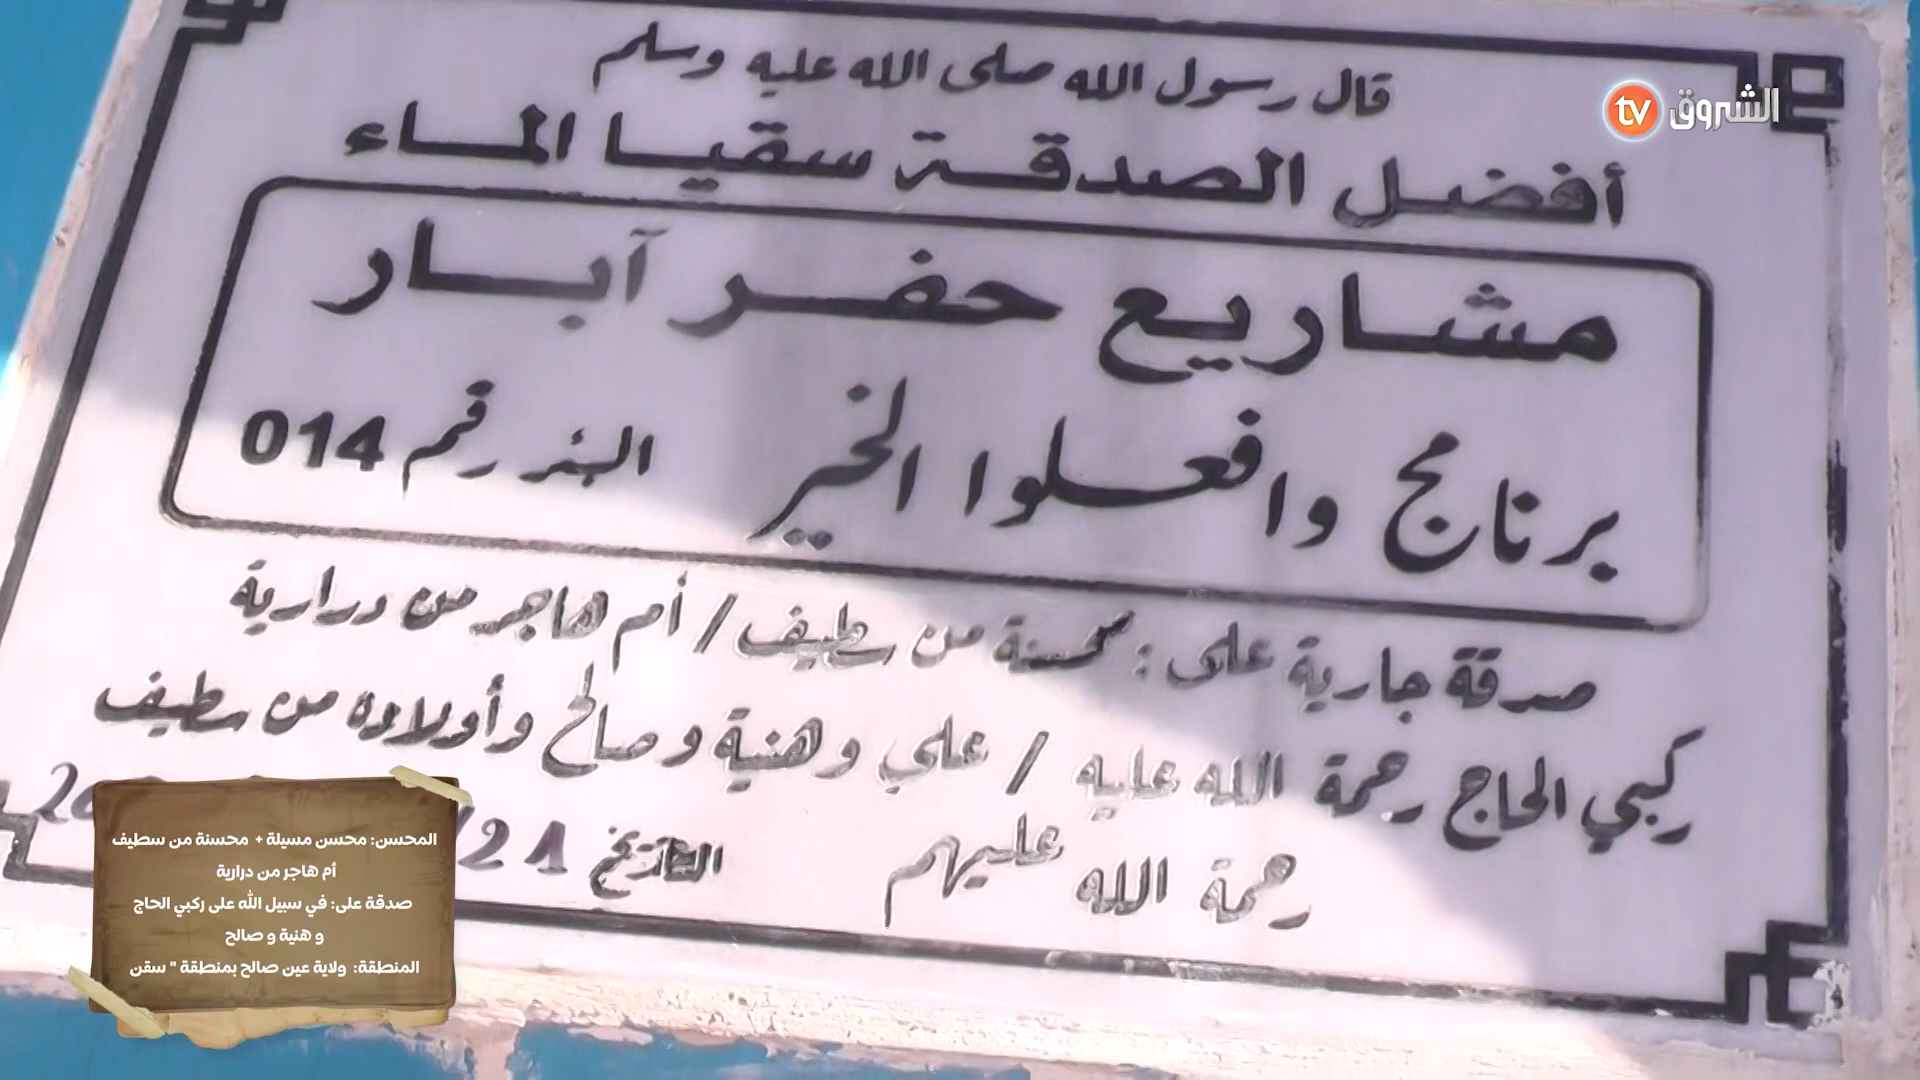 قال رسول الله صلى الله عليه وسلم
الشروق tv
أفضل الصدقة سقيا الماء
مشاريع حفر آبار
برنامج وافعلوا الخير البئر رقم 014
صدقة جارية على : محسنة من سطيف / أم هاجر من درارية
ركبي الحاج رحمة الله عليه / علي وهنية وصالح وأولاده من سطيف
رحمة الله عليهم التاريخ 21/
المحسن: محسن مسيلة + محسنة من سطيف
أم هاجر من درارية
صدقة على: في سبيل الله على ركبي الحاج
و هنية و صالح
المنطقة: ولاية عين صالح بمنطقة " سقن